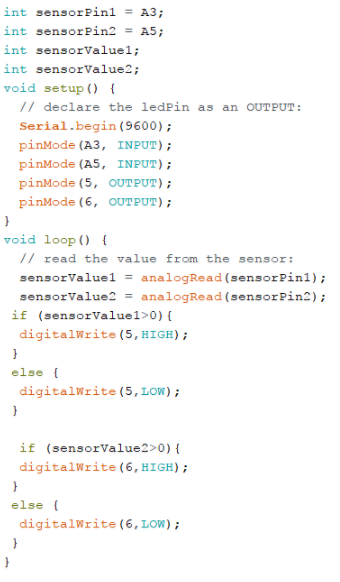 int sensorPin1 = A3;
int sensorPin2 = A5;
int sensorValue1;
int sensorValue2;
void setup() {
  // declare the ledPin as an OUTPUT:
  Serial.begin(9600);
  pinMode(A3, INPUT);
  pinMode(A5, INPUT);
  pinMode(5, OUTPUT);
  pinMode(6, OUTPUT);
}
void loop() {
  // read the value from the sensor:
  sensorValue1 = analogRead(sensorPin1);
  sensorValue2 = analogRead(sensorPin2);
 if (sensorValue1>0){
  digitalWrite(5,HIGH);
 }
 else {
  digitalWrite(5,LOW);
 }

  if (sensorValue2>0){
  digitalWrite(6,HIGH);
 }
 else {
  digitalWrite(6,LOW);
 }
}